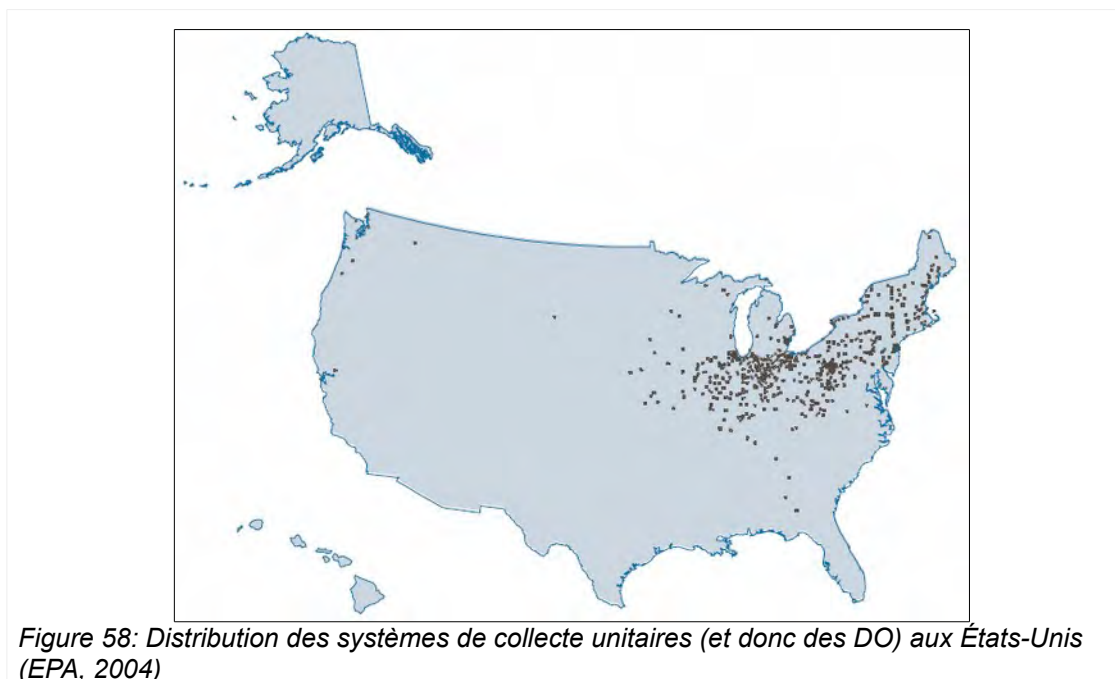 Figure 58: Distribution des systèmes de collecte unitaires (et donc des DO) aux États-Unis
(EPA, 2004)